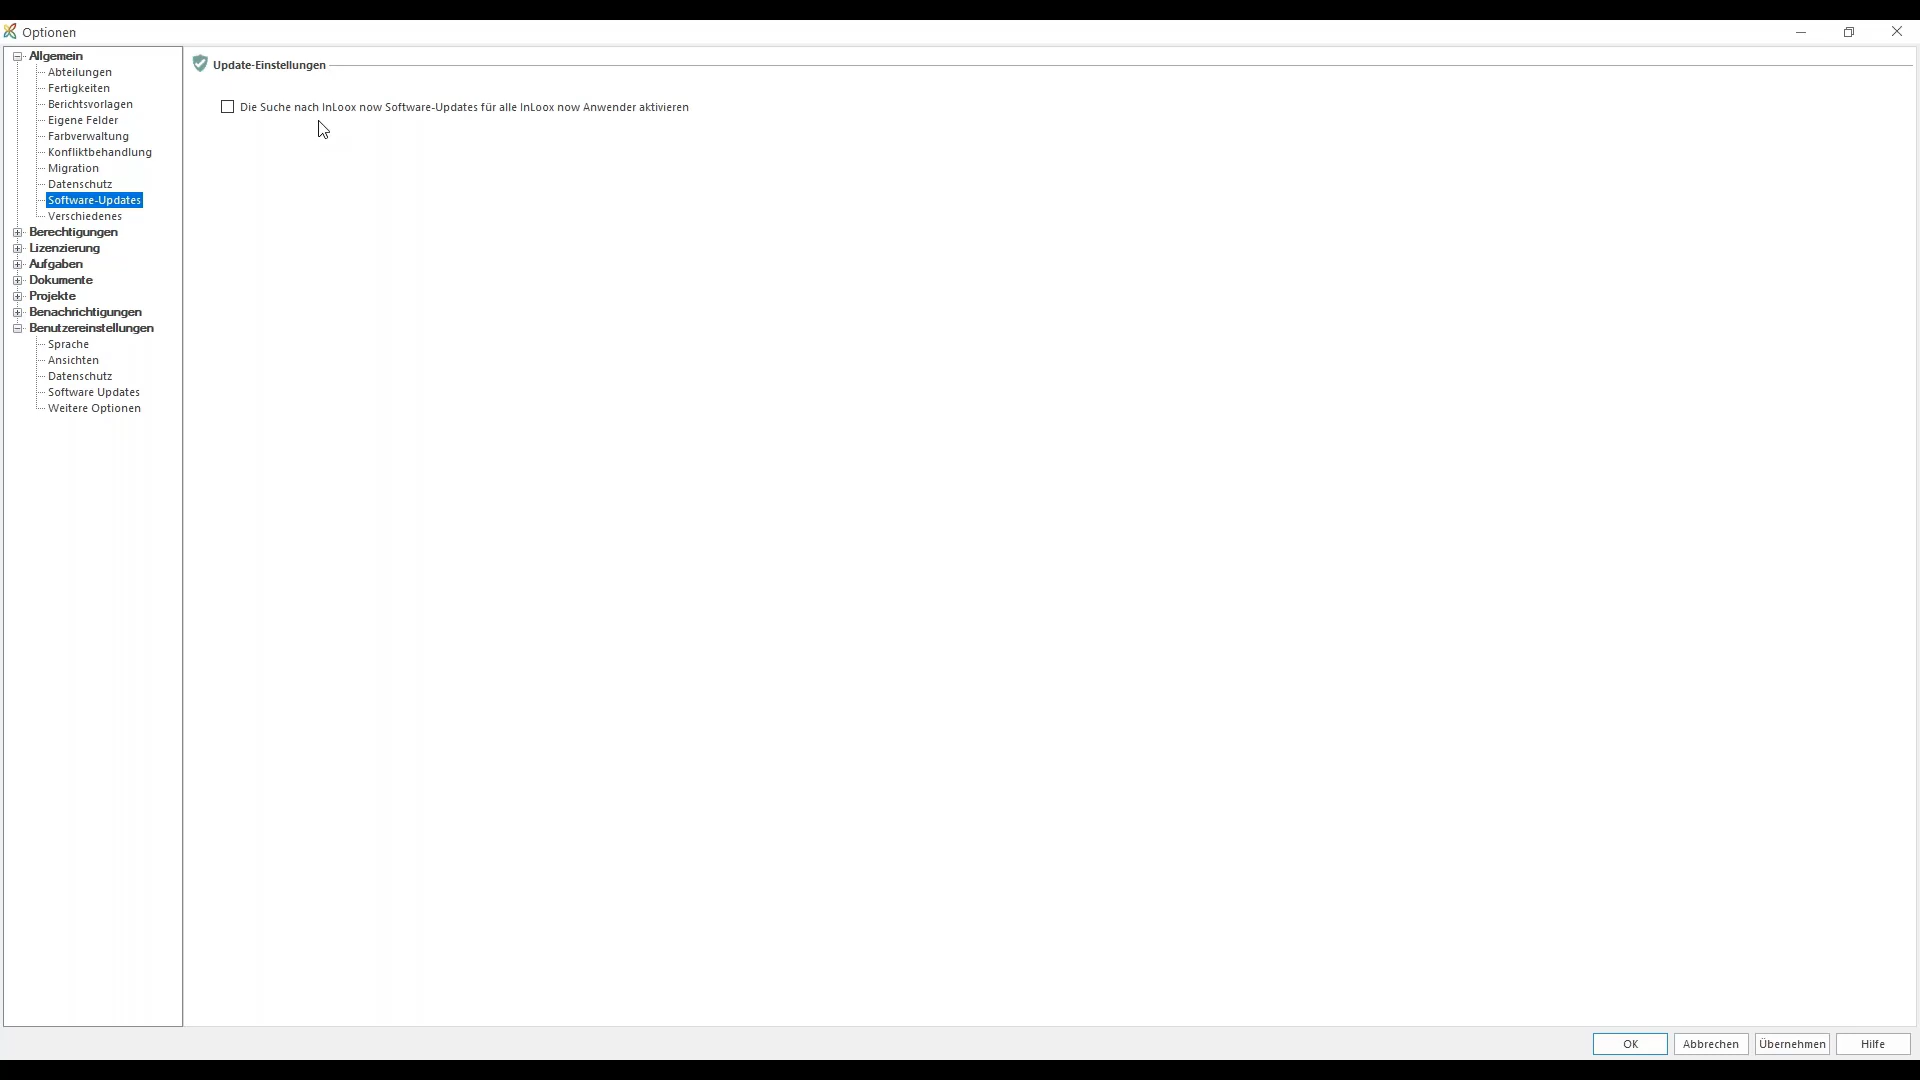 Optionen
Allgemein
Abteilungen
Fertigkeiten
Berichtsvorlagen
Eigene Felder
Farbverwaltung
Konfliktbehandlung
Migration
Datenschutz
Software-Updates
Verschiedenes
Berechtigungen
Lizenzierung
Aufgaben
Dokumente
Projekte
Benachrichtigungen
Benutzereinstellungen
Sprache
Ansichten
Datenschutz
Software Updates
Weitere Optionen
Update-Einstellungen
Die Suche nach InLoox now Software-Updates für alle InLoox now Anwender aktivieren
OK
Abbrechen
Übernehmen
Hilfe